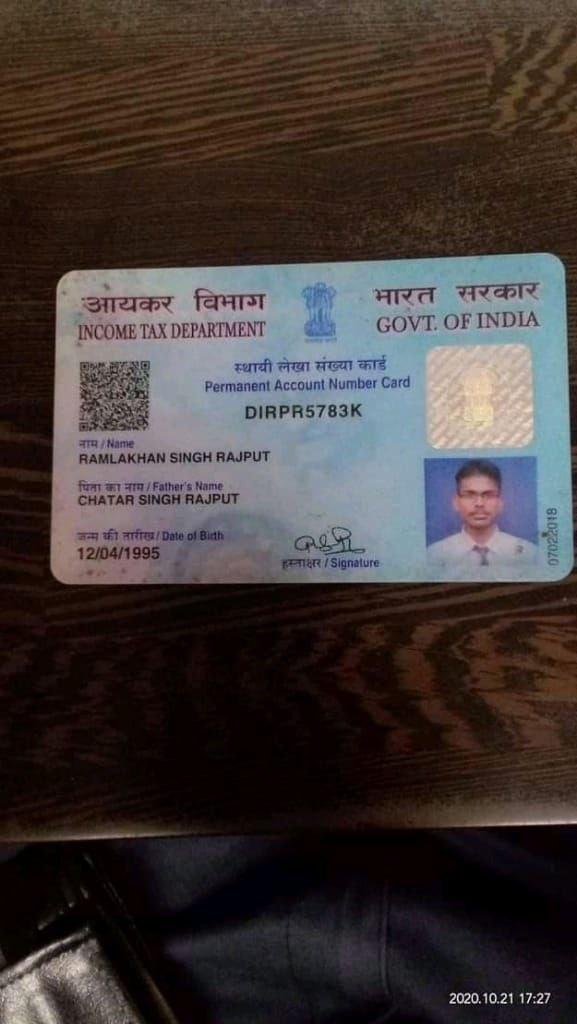 आयकर विभाग
INCOME TAX DEPARTMENT
भारत सरकार
GOVT. OF INDIA
स्थायी लेखा संख्या कार्ड
Permanent Account Number Card
DIRPR5783K
नाम / Name
RAMLAKHAN SINGH RAJPUT
पिता का नाम / Father's Name
CHATAR SINGH RAJPUT
जन्म की तारीख / Date of Birth
12/04/1995
हस्ताक्षर / Signature
07022018
2020.10.21 17:27